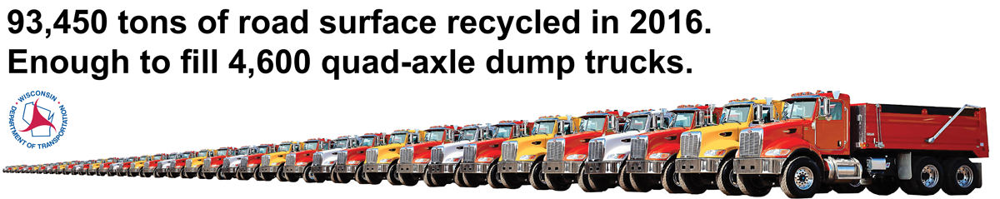 93,450 tons of road surface recycled in 2016.
Enough to fill 4,600 quad-axle dump trucks.
WISCONSIN
DEPARTMENT OF TRANSPORTATION